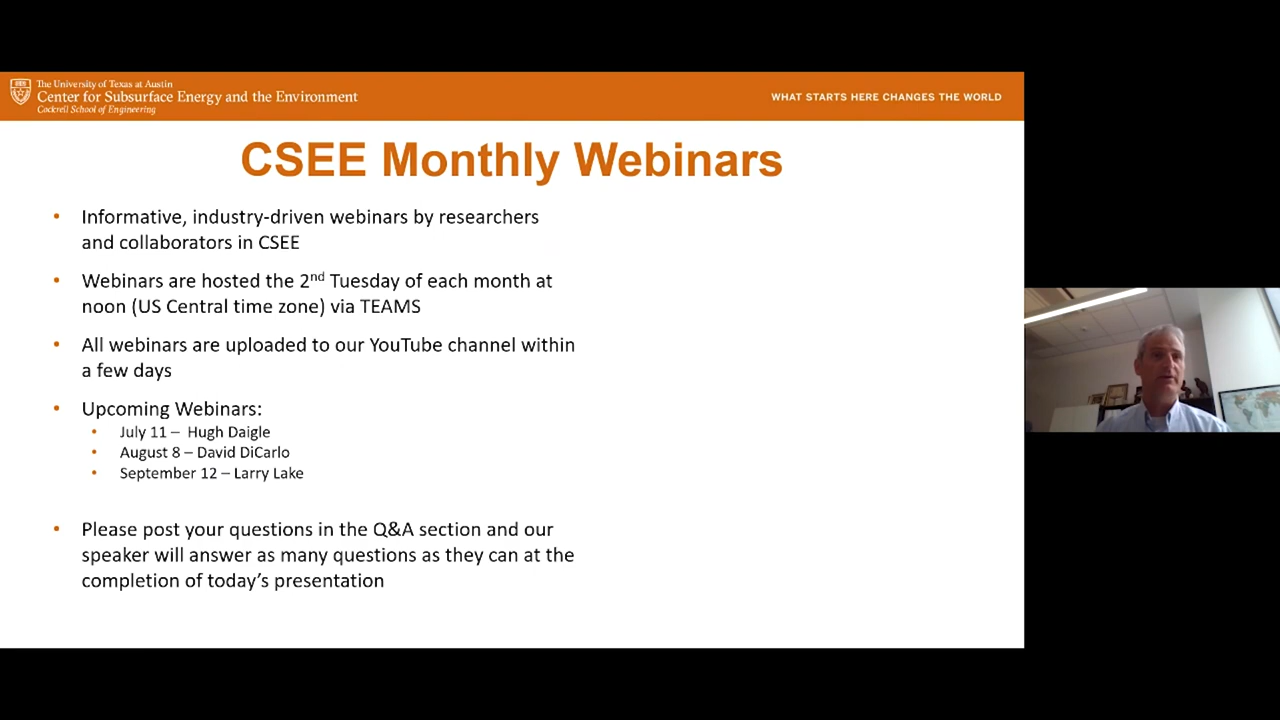 The University of Texas at Austin
Center for Subsurface Energy and the Environment
Cockrell School of Engineering
WHAT STARTS HERE CHANGES THE WORLD
CSEE Monthly Webinars
• Informative, industry-driven webinars by researchers
and collaborators in CSEE
• Webinars are hosted the 2nd Tuesday of each month at
noon (US Central time zone) via TEAMS
• All webinars are uploaded to our YouTube channel within
a few days
• Upcoming Webinars:
• July 11 – Hugh Daigle
• August 8 – David DiCarlo
• September 12 – Larry Lake
• Please post your questions in the Q&A section and our
speaker will answer as many questions as they can at the
completion of today's presentation